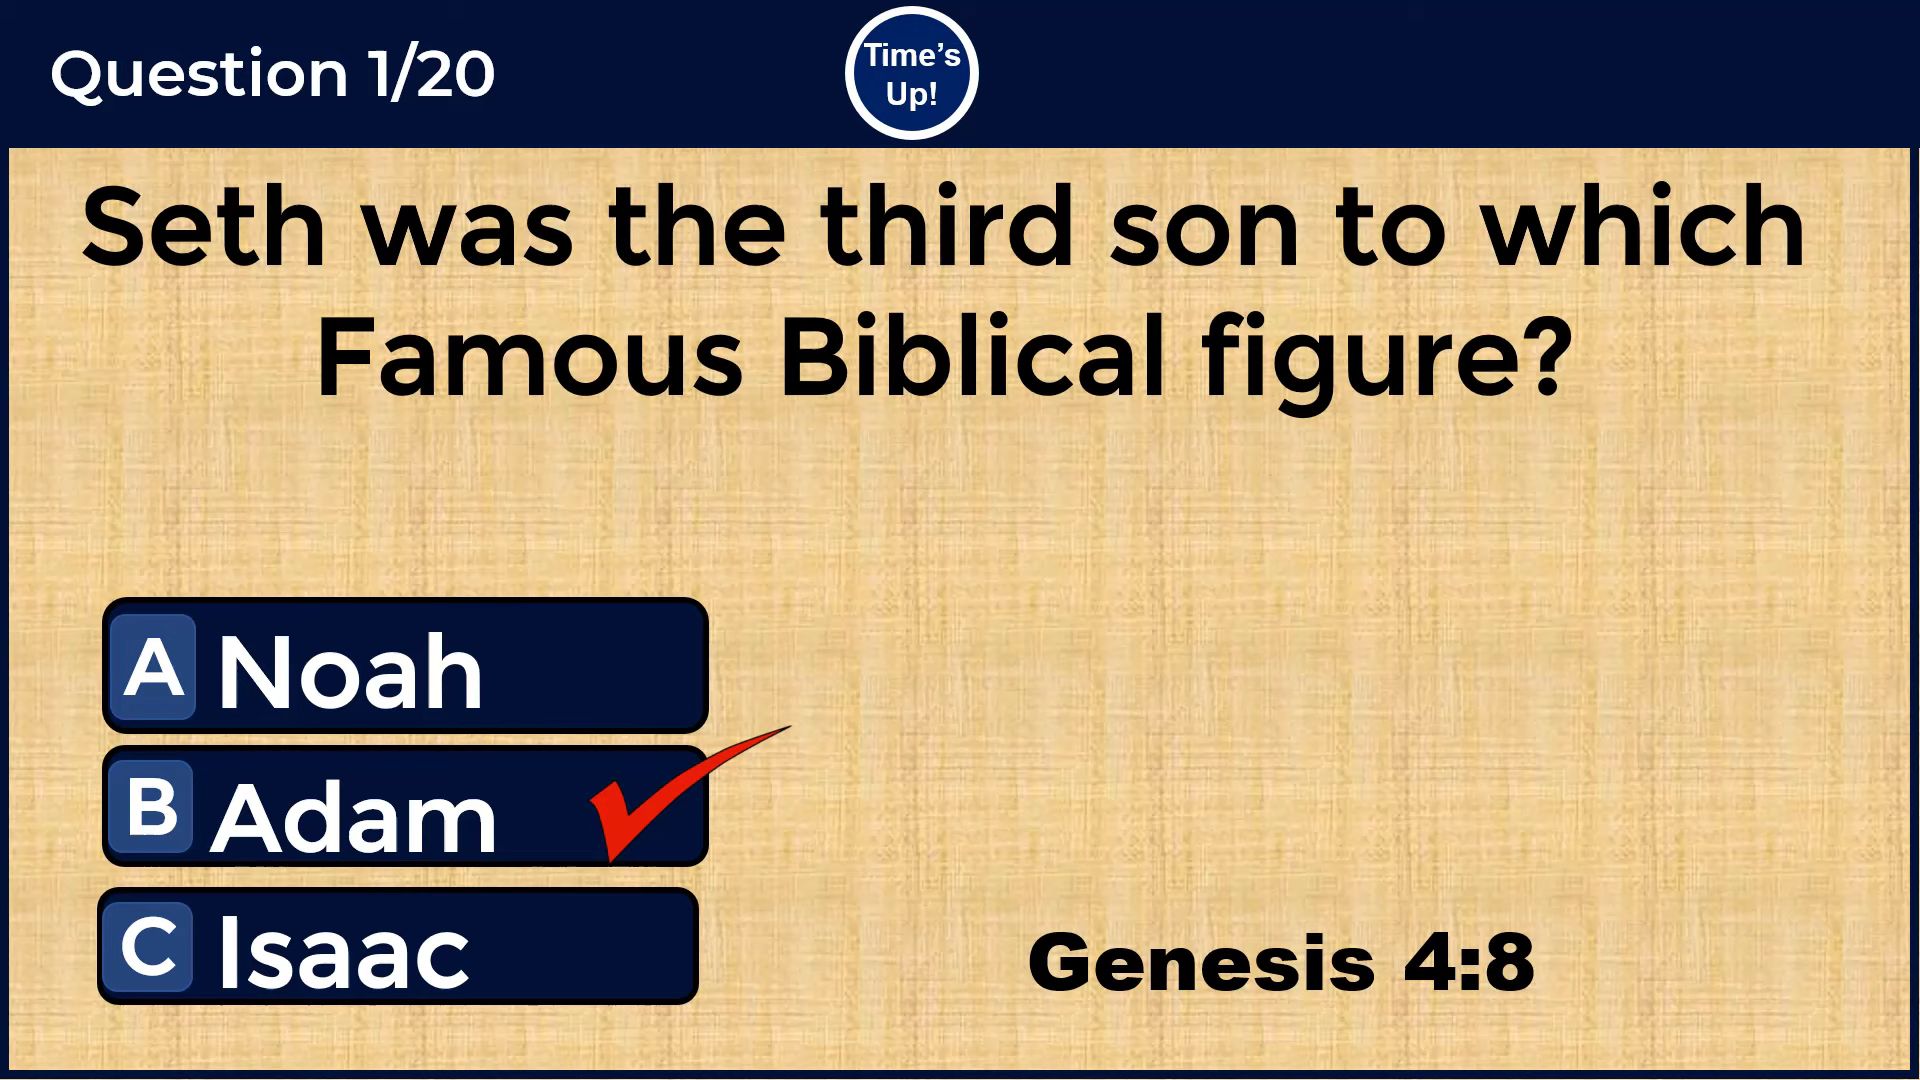 Question 1/20
Time’s
Up!
Seth was the third son to which
Famous Biblical figure?
A Noah
B Adam
C Isaac
Genesis 4:8